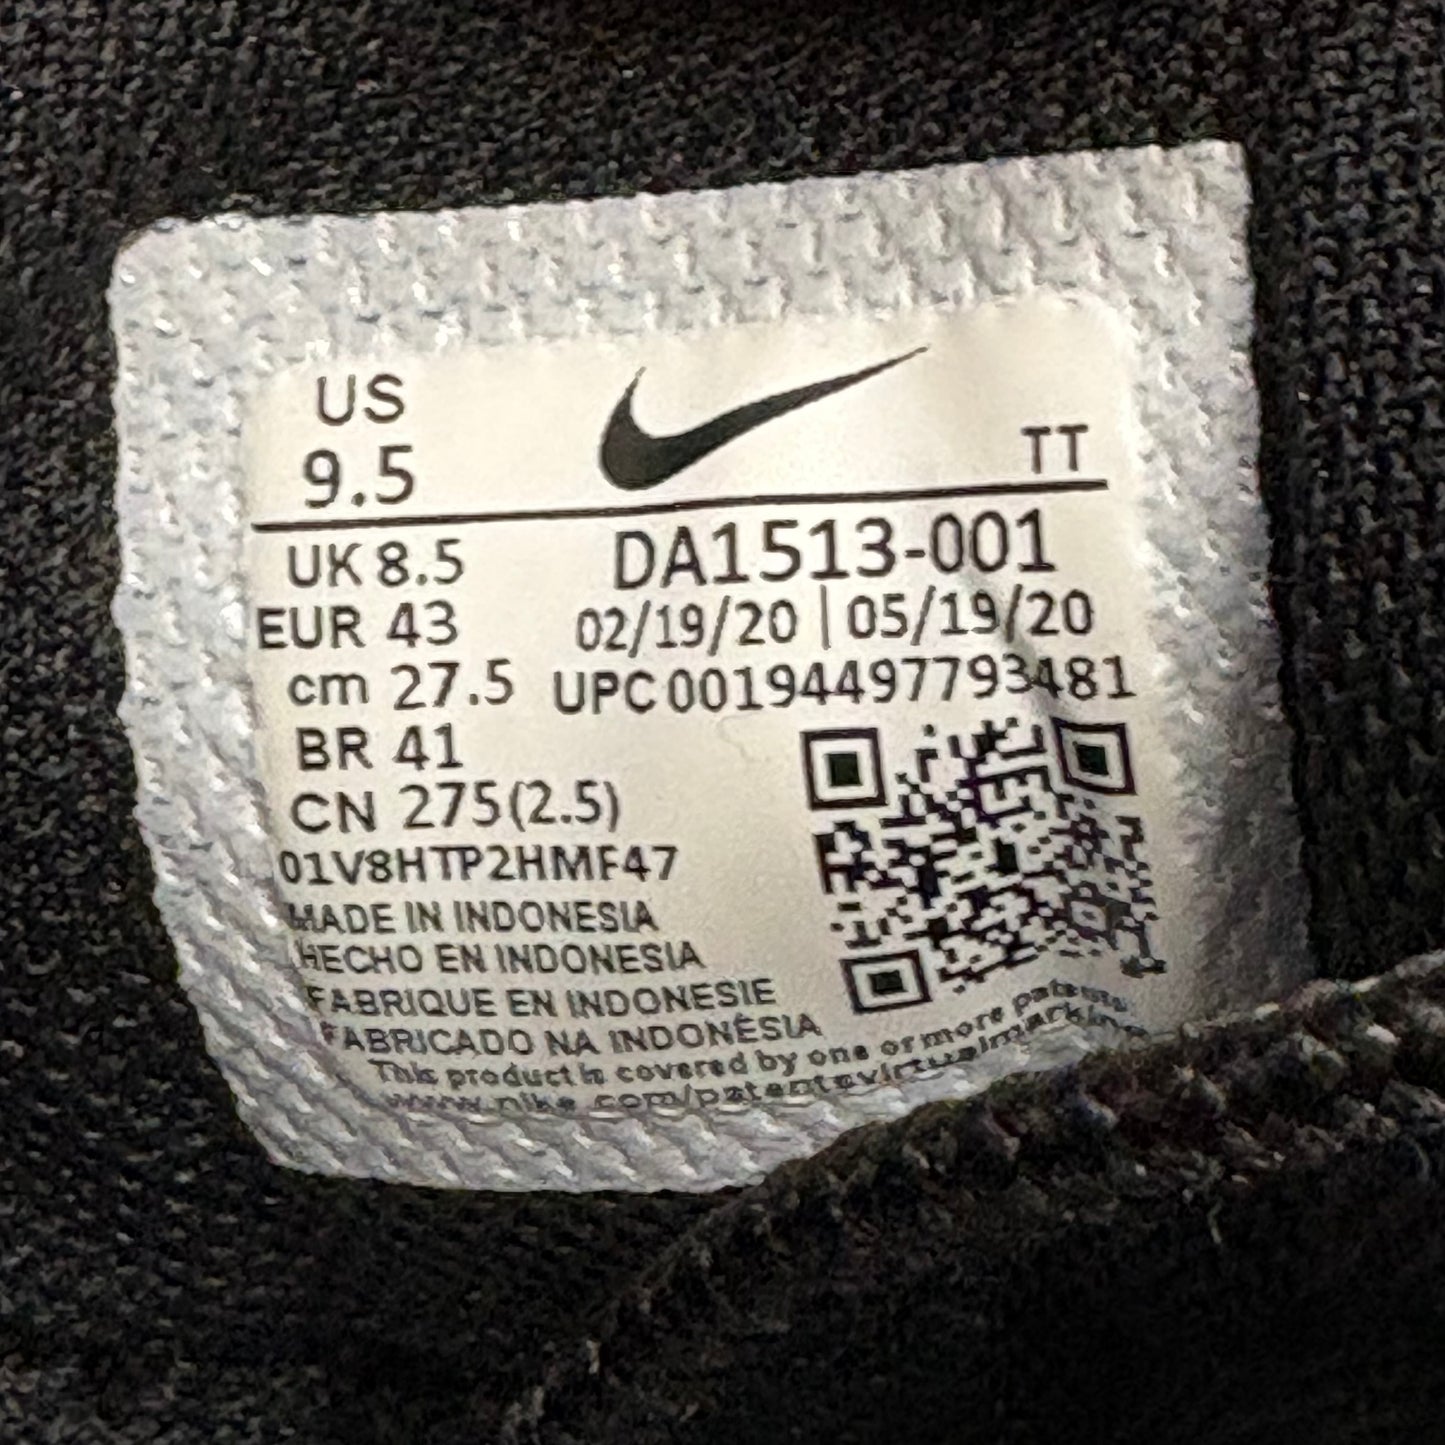 US
9.5
TT
UK 8.5
DA1513-001
EUR 43
02/19/20 | 05/19/20
cm 27.5
UPC 00194497793481
BR 41
CN 275(2.5)
01V8HTP2HMF47
MADE IN INDONESIA
HECHO EN INDONESIA
FABRIQUE EN INDONESIE
FABRICADO NA INDONÉSIA
This product is covered by one or more patents
www.nike.com/patentsvirtualmarking